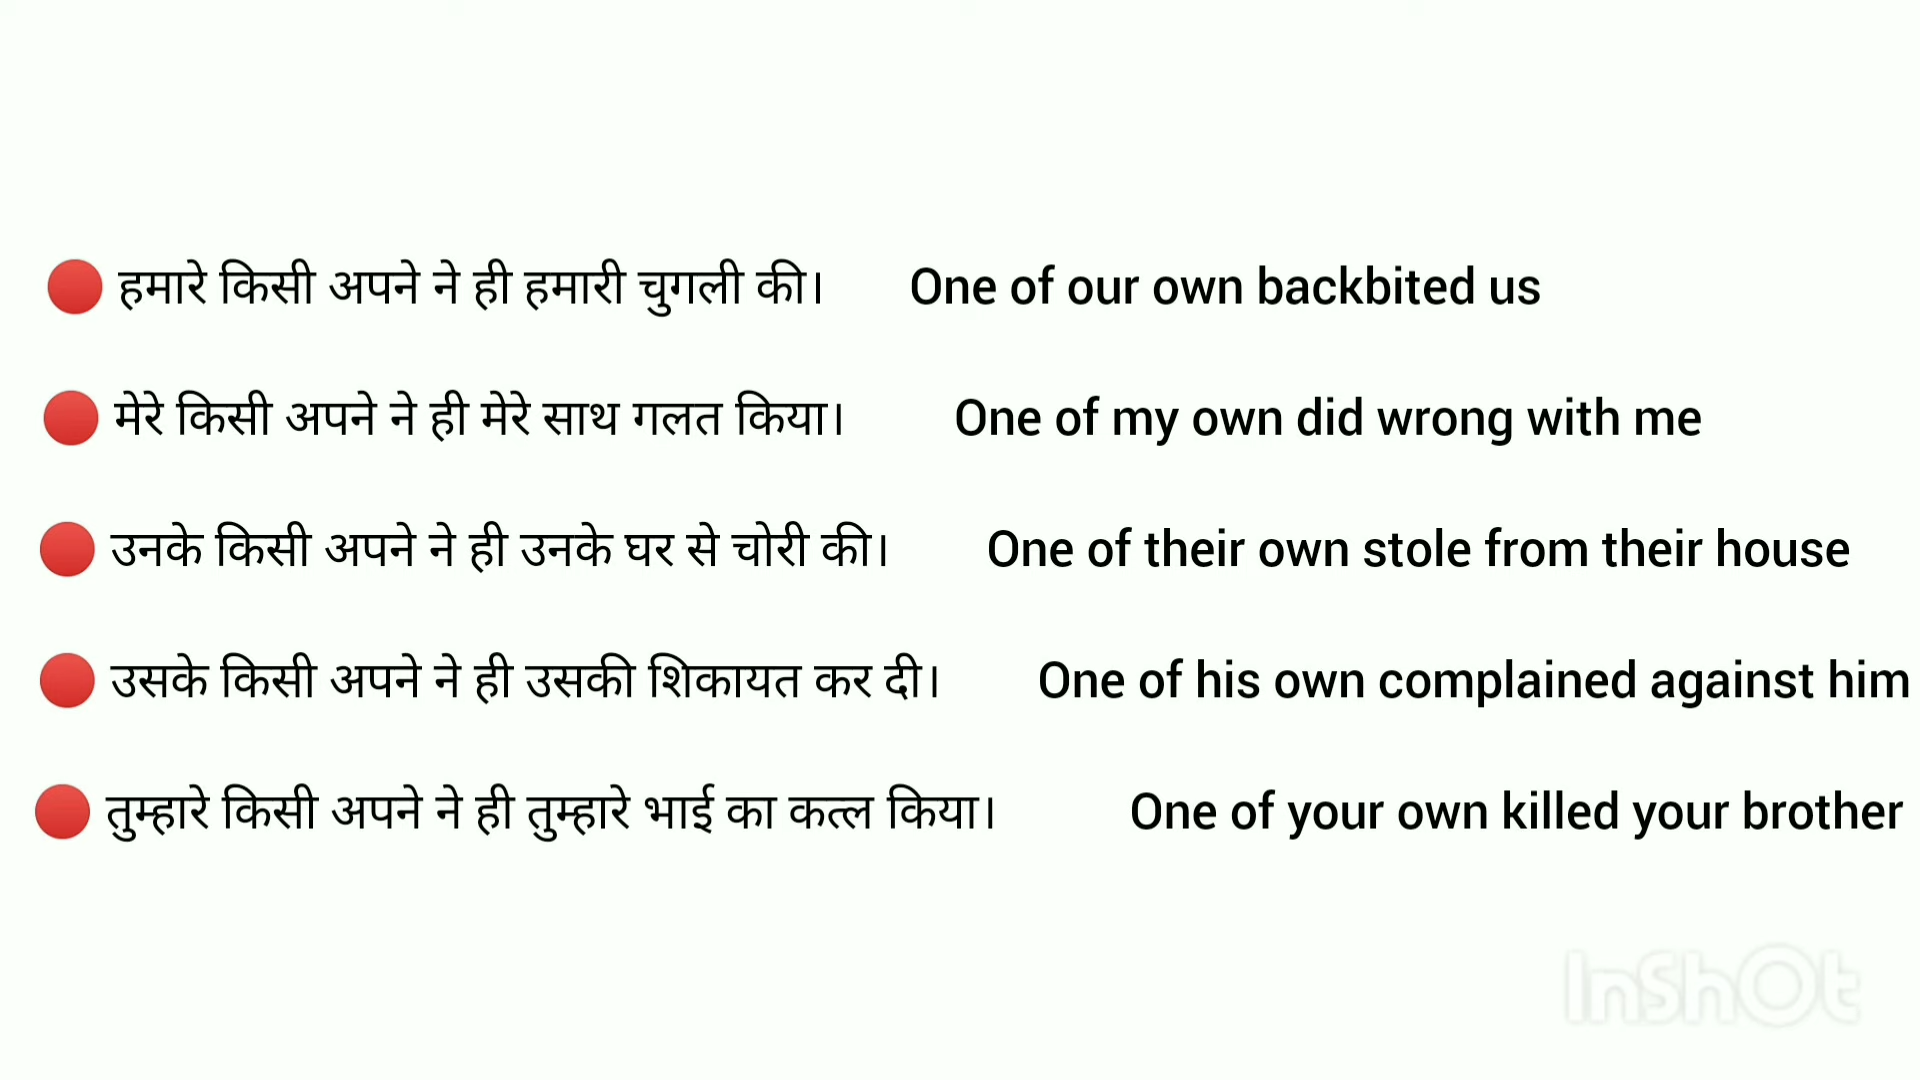 🔴 हमारे किसी अपने ने ही हमारी चुगली की। One of our own backbited us
🔴 मेरे किसी अपने ने ही मेरे साथ गलत किया। One of my own did wrong with me
🔴 उनके किसी अपने ने ही उनके घर से चोरी की। One of their own stole from their house
🔴 उसके किसी अपने ने ही उसकी शिकायत कर दी। One of his own complained against him
🔴 तुम्हारे किसी अपने ने ही तुम्हारे भाई का कत्ल किया। One of your own killed your brother
InShOt